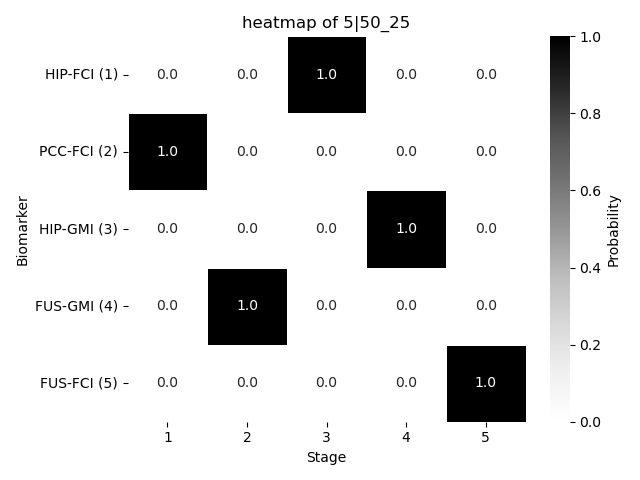 heatmap of 5|50_25
HIP-FCI (1) 0.0 0.0 1.0 0.0 0.0
PCC-FCI (2) 1.0 0.0 0.0 0.0 0.0
HIP-GMI (3) 0.0 0.0 0.0 1.0 0.0
FUS-GMI (4) 0.0 1.0 0.0 0.0 0.0
FUS-FCI (5) 0.0 0.0 0.0 0.0 1.0
1 2 3 4 5
Stage
Biomarker
1.0
0.8
0.6
0.4
0.2
0.0
Probability